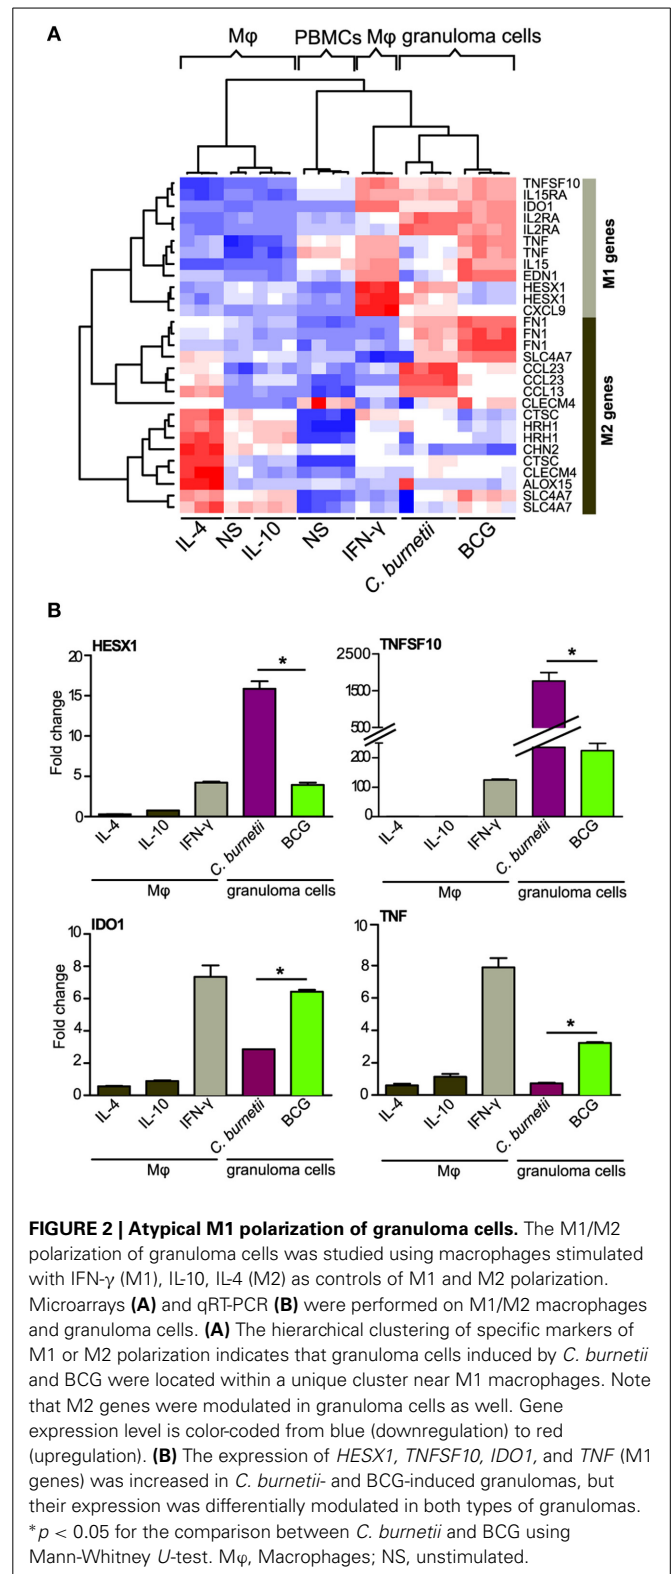 A
Mφ PBMCs Mφ granuloma cells
TNFSF10
IL15RA
IDO1
IL2RA
IL2RA
TNF
TNF
IL15
EDN1
HESX1
HESX1
CXCL9
FN1
FN1
FN1
SLC4A7
CCL23
CCL23
CCL13
CLECM4
CTSC
HRH1
HRH1
CHN2
CTSC
CLECM4
ALOX15
SLC4A7
SLC4A7
M1 genes
M2 genes
IL-4 NS IL-10 NS IFN-γ C. burnetii BCG
B
HESX1
Fold change
20
15
10
5
0
*
IL-4 IL-10 IFN-γ C. burnetii BCG
Mφ granuloma cells
TNFSF10
2500
1500
500
200
100
0
*
IL-4 IL-10 IFN-γ C. burnetii BCG
Mφ granuloma cells
IDO1
Fold change
10
8
6
4
2
0
*
IL-4 IL-10 IFN-γ C. burnetii BCG
Mφ granuloma cells
TNF
10
8
6
4
2
0
*
IL-4 IL-10 IFN-γ C. burnetii BCG
Mφ granuloma cells
FIGURE 2 | Atypical M1 polarization of granuloma cells. The M1/M2
polarization of granuloma cells was studied using macrophages stimulated
with IFN-γ (M1), IL-10, IL-4 (M2) as controls of M1 and M2 polarization.
Microarrays (A) and qRT-PCR (B) were performed on M1/M2 macrophages
and granuloma cells. (A) The hierarchical clustering of specific markers of
M1 or M2 polarization indicates that granuloma cells induced by C. burnetii
and BCG were located within a unique cluster near M1 macrophages. Note
that M2 genes were modulated in granuloma cells as well. Gene
expression level is color-coded from blue (downregulation) to red
(upregulation). (B) The expression of HESX1, TNFSF10, IDO1, and TNF (M1
genes) was increased in C. burnetii- and BCG-induced granulomas, but
their expression was differentially modulated in both types of granulomas.
*p < 0.05 for the comparison between C. burnetii and BCG using
Mann-Whitney U-test. Mφ, Macrophages; NS, unstimulated.